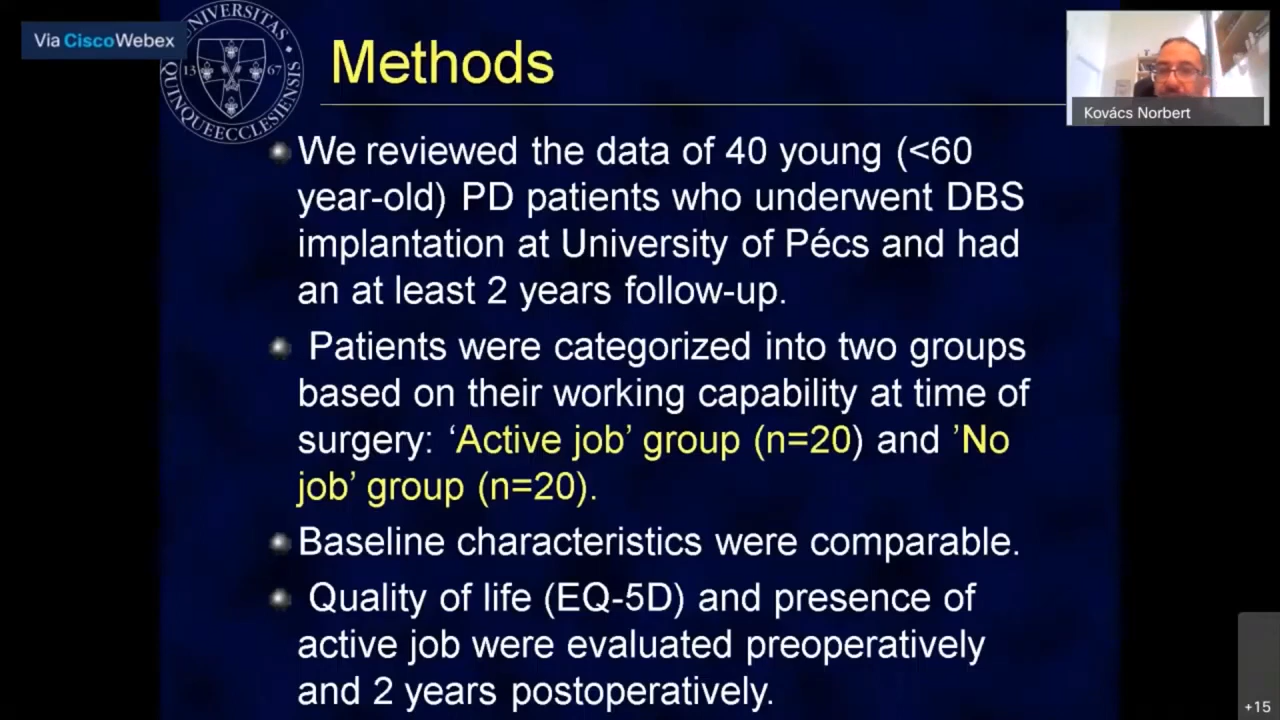 Via CiscoWebex
UNIVERSITAS
QUINQUEECCLESIENSIS
13 67
Methods
Kovács Norbert
We reviewed the data of 40 young (<60
year-old) PD patients who underwent DBS
implantation at University of Pécs and had
an at least 2 years follow-up.
Patients were categorized into two groups
based on their working capability at time of
surgery: ‘Active job’ group (n=20) and ’No
job’ group (n=20).
Baseline characteristics were comparable.
Quality of life (EQ-5D) and presence of
active job were evaluated preoperatively
and 2 years postoperatively.
+15